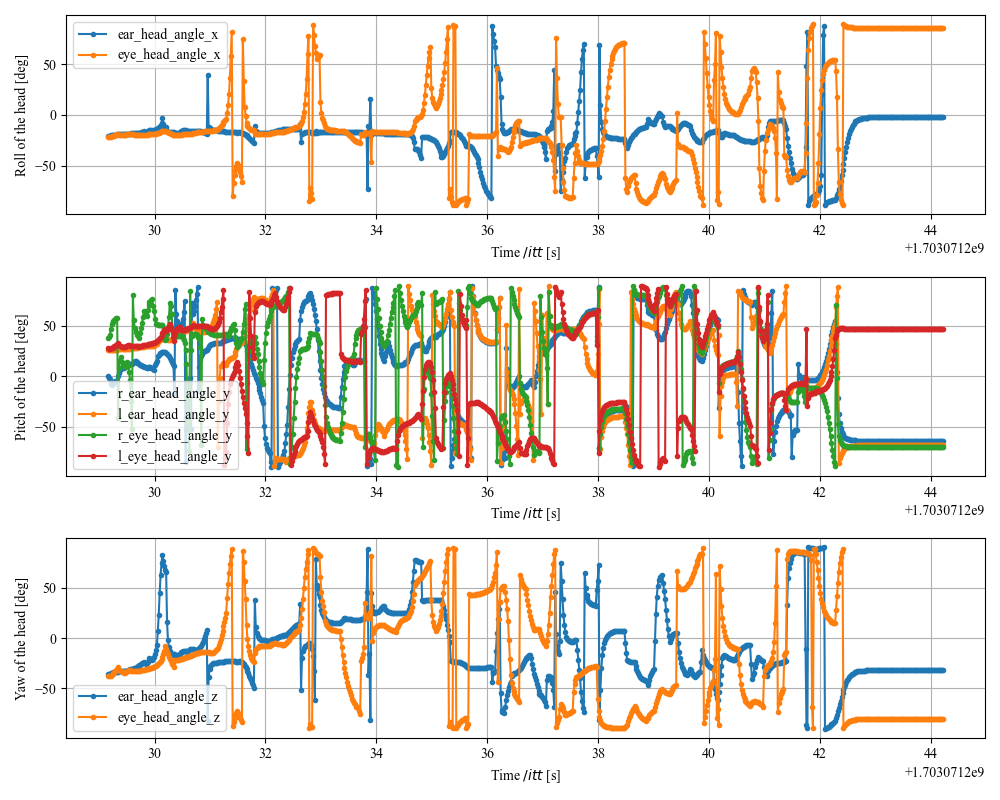 Roll of the head [deg]
50
0
−50
ear_head_angle_x
eye_head_angle_x
30 32 34 36 38 40 42 44
Time /itt [s]
+1.7030712e9
Pitch of the head [deg]
50
0
−50
r_ear_head_angle_y
l_ear_head_angle_y
r_eye_head_angle_y
l_eye_head_angle_y
30 32 34 36 38 40 42 44
Time /itt [s]
+1.7030712e9
Yaw of the head [deg]
50
0
−50
ear_head_angle_z
eye_head_angle_z
30 32 34 36 38 40 42 44
Time /itt [s]
+1.7030712e9